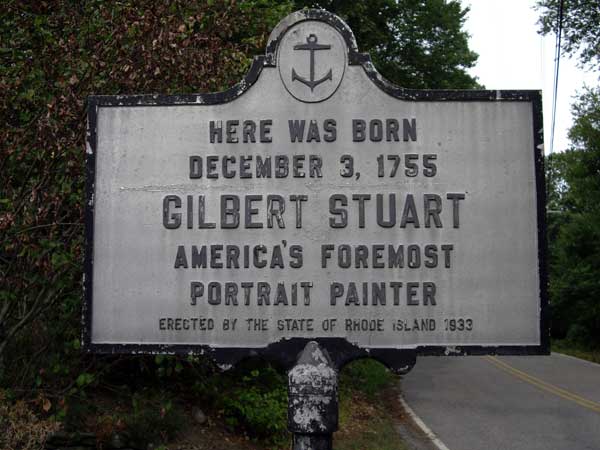 HERE WAS BORN
DECEMBER 3, 1755
GILBERT STUART
AMERICA'S FOREMOST
PORTRAIT PAINTER
ERECTED BY THE STATE OF RHODE ISLAND 1933